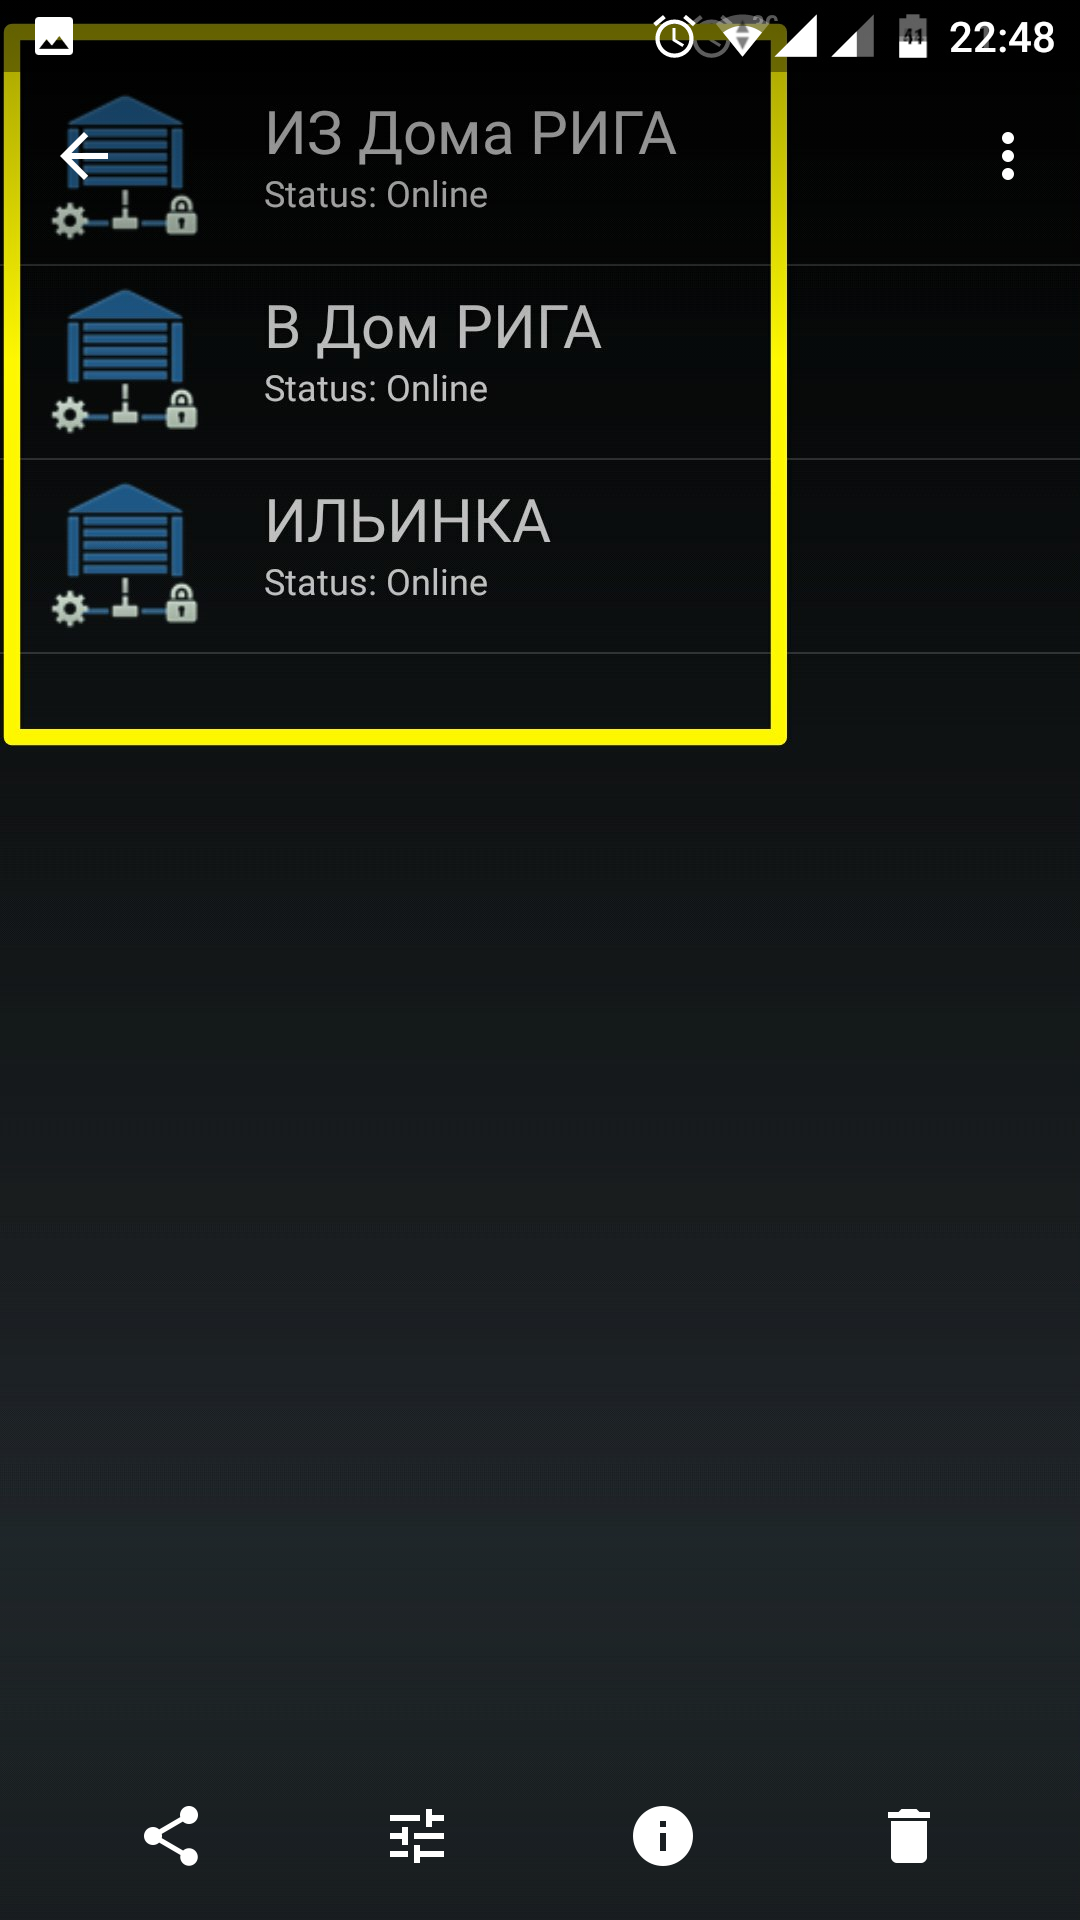 22:48
ИЗ Дома РИГА
Status: Online
В Дом РИГА
Status: Online
ИЛЬИНКА
Status: Online